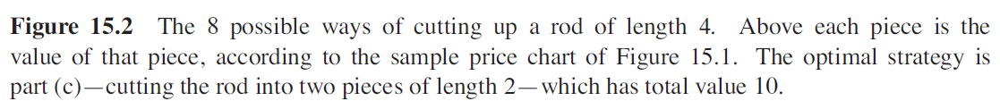 Figure 15.2 The 8 possible ways of cutting up a rod of length 4. Above each piece is the
value of that piece, according to the sample price chart of Figure 15.1. The optimal strategy is
part (c)—cutting the rod into two pieces of length 2—which has total value 10.